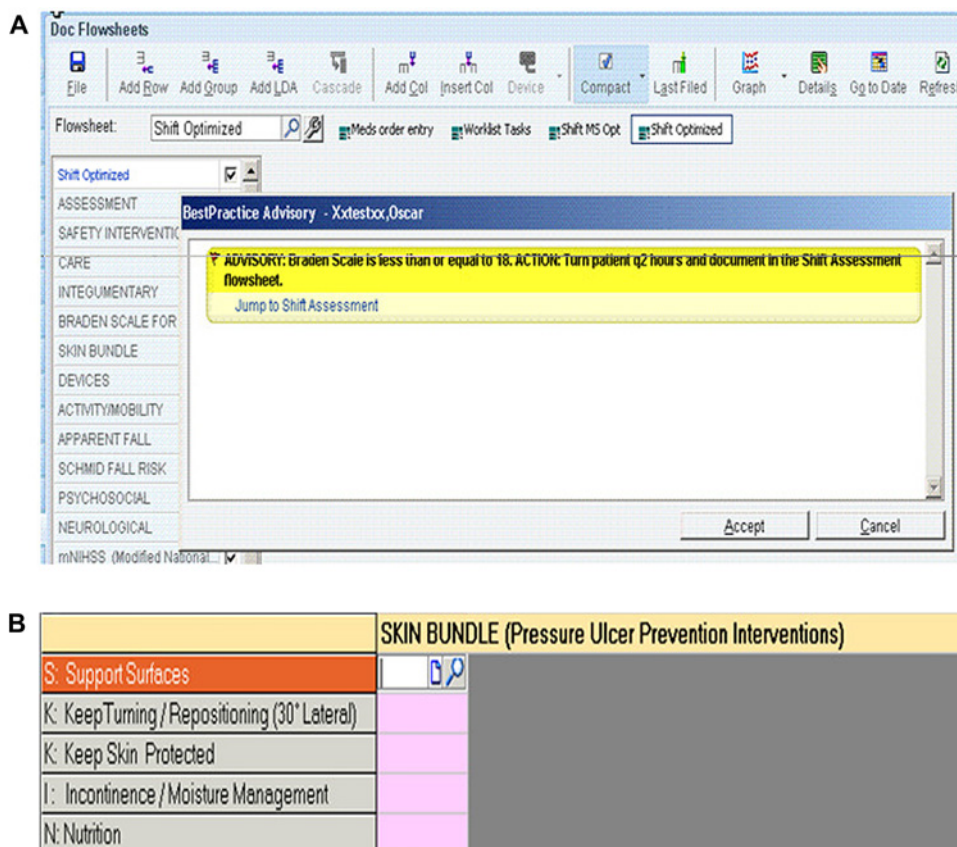 A
Doc Flowsheets
File Add Row Add Group Add LDA Cascade Add Col Insert Col Device Compact Last Filed Graph Details Go to Date Refres
Flowsheet: Shift Optimized Meds order entry Worklist Tasks Shift MS Opt Shift Optimized
Shift Optimized
ASSESSMENT
SAFETY INTERVENTIO
CARE
INTEGUMENTARY
BRADEN SCALE FOR
SKIN BUNDLE
DEVICES
ACTIVITY/MOBILITY
APPARENT FALL
SCHMID FALL RISK
PSYCHOSOCIAL
NEUROLOGICAL
mNIHSS (Modified National...
BestPractice Advisory - Xxtestxx,Oscar
ADVISORY: Braden Scale is less than or equal to 18. ACTION: Turn patient q2 hours and document in the Shift Assessment
flowsheet.
Jump to Shift Assessment
Accept Cancel
B
SKIN BUNDLE (Pressure Ulcer Prevention Interventions)
S: Support Surfaces
K: Keep Turning / Repositioning (30° Lateral)
K: Keep Skin Protected
I: Incontinence / Moisture Management
N: Nutrition